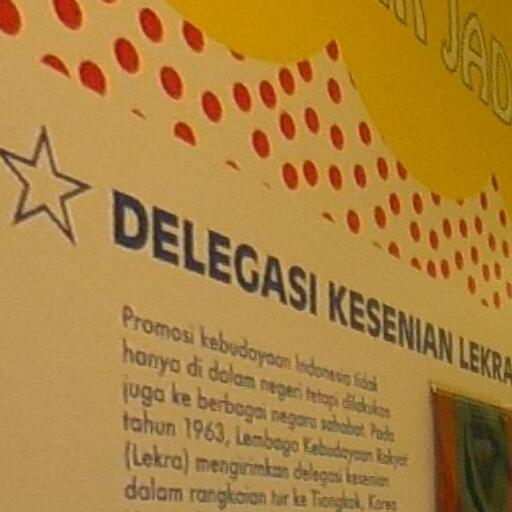 JAD
DELEGASI KESENIAN LEKRA
Promosi kebudayaan Indonesia tidak
hanya di dalam negeri tetapi dilakukan
juga ke berbagai negara sahabat. Pada
tahun 1963, Lembaga Kebudayaan Rakyat
(Lekra) mengirimkan delegasi kesenian
dalam rangkaian tur ke Tiongkok, Korea